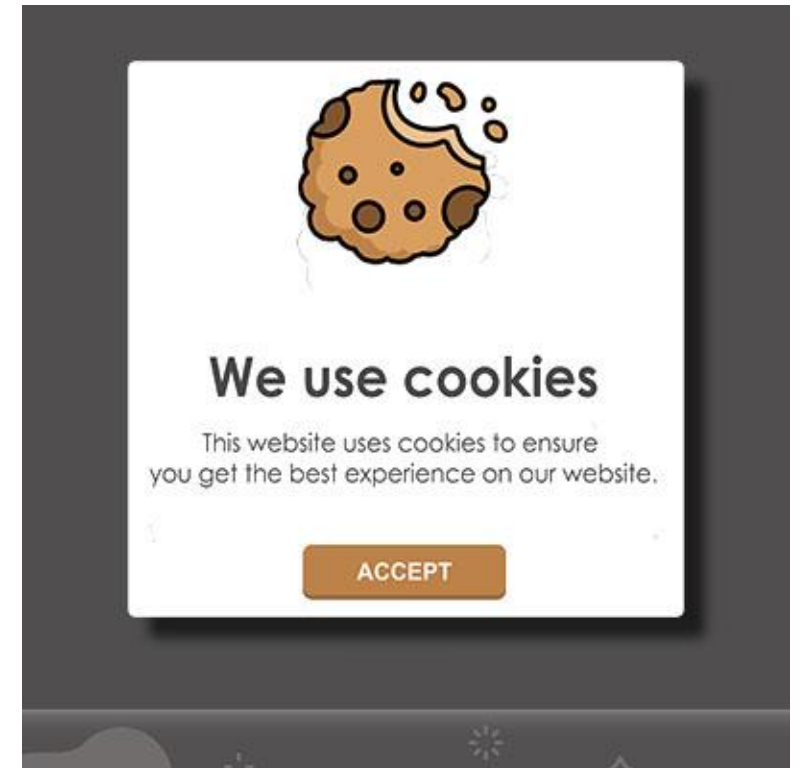 We use cookies
This website uses cookies to ensure
you get the best experience on our website.
ACCEPT